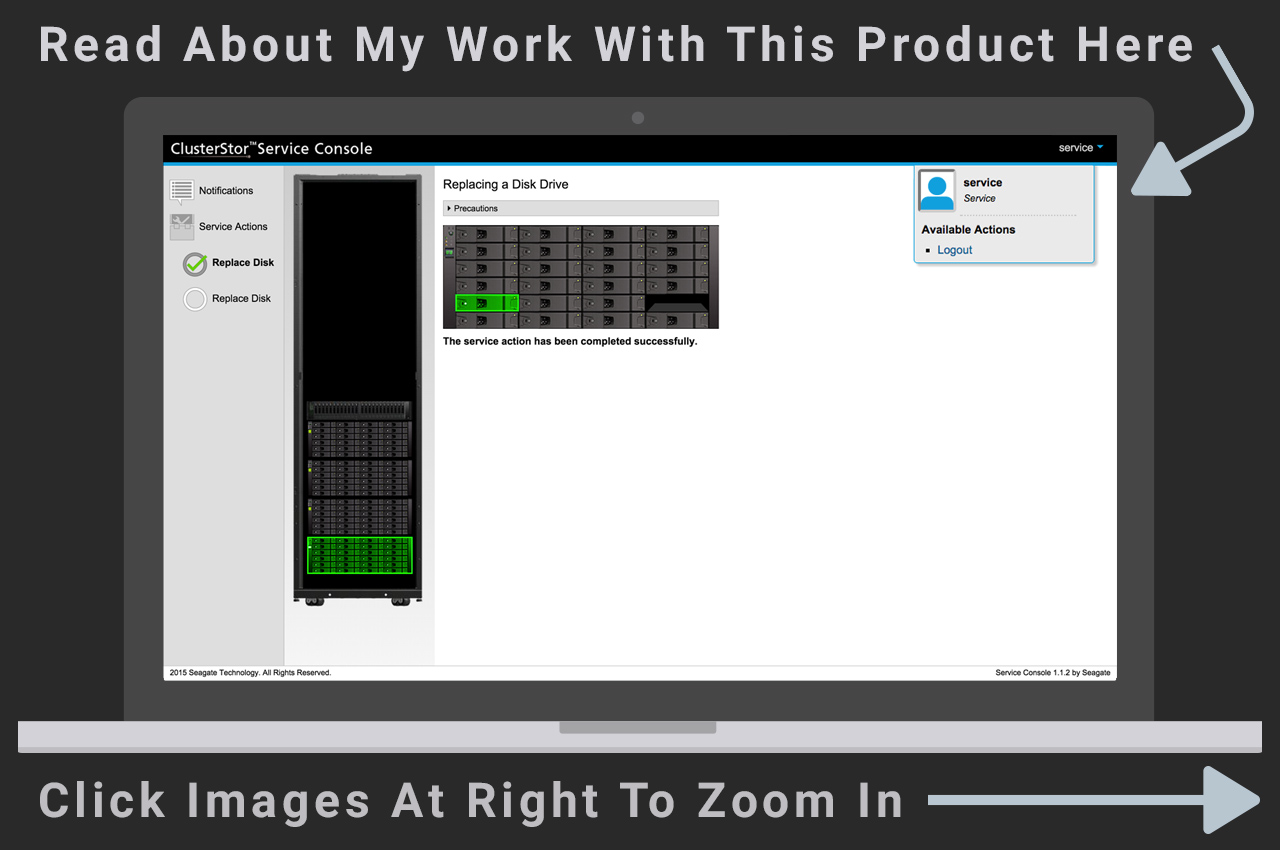 Read About My Work With This Product Here
ClusterStor™Service Console
service
Notifications
Service Actions
Replace Disk
Replace Disk
Replacing a Disk Drive
Precautions
The service action has been completed successfully.
service
Service
Available Actions
Logout
2015 Seagate Technology. All Rights Reserved.
Service Console 1.1.2 by Seagate
Click Images At Right To Zoom In